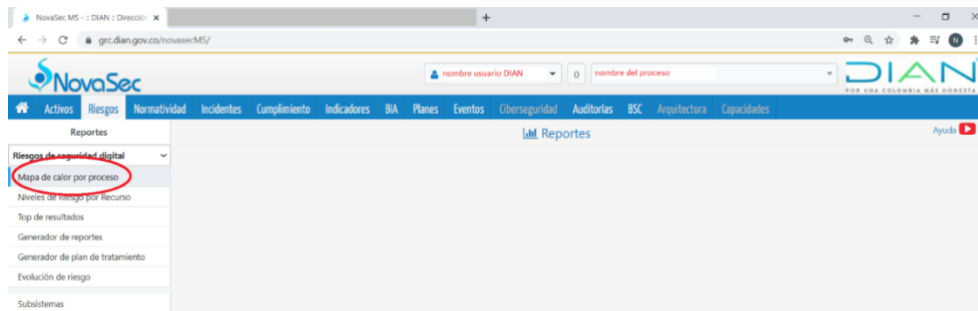 NovaSec MS - :: DIAN :: Direcció
grc.dian.gov.co/novasecMS/
N
NovaSec
nombre usuario DIAN
0
nombre del proceso
DIAN
POR UNA COLOMBIA MÁS HONESTA
Activos Riesgos Normatividad Incidentes Cumplimiento Indicadores BIA Planes Eventos Ciberseguridad Auditorías BSC Arquitectura Capacidades
Reportes
Reportes
Ayuda
Riesgos de seguridad digital
Mapa de calor por proceso
Niveles de Riesgo por Recurso
Top de resultados
Generador de reportes
Generador de plan de tratamiento
Evolución de riesgo
Subsistemas